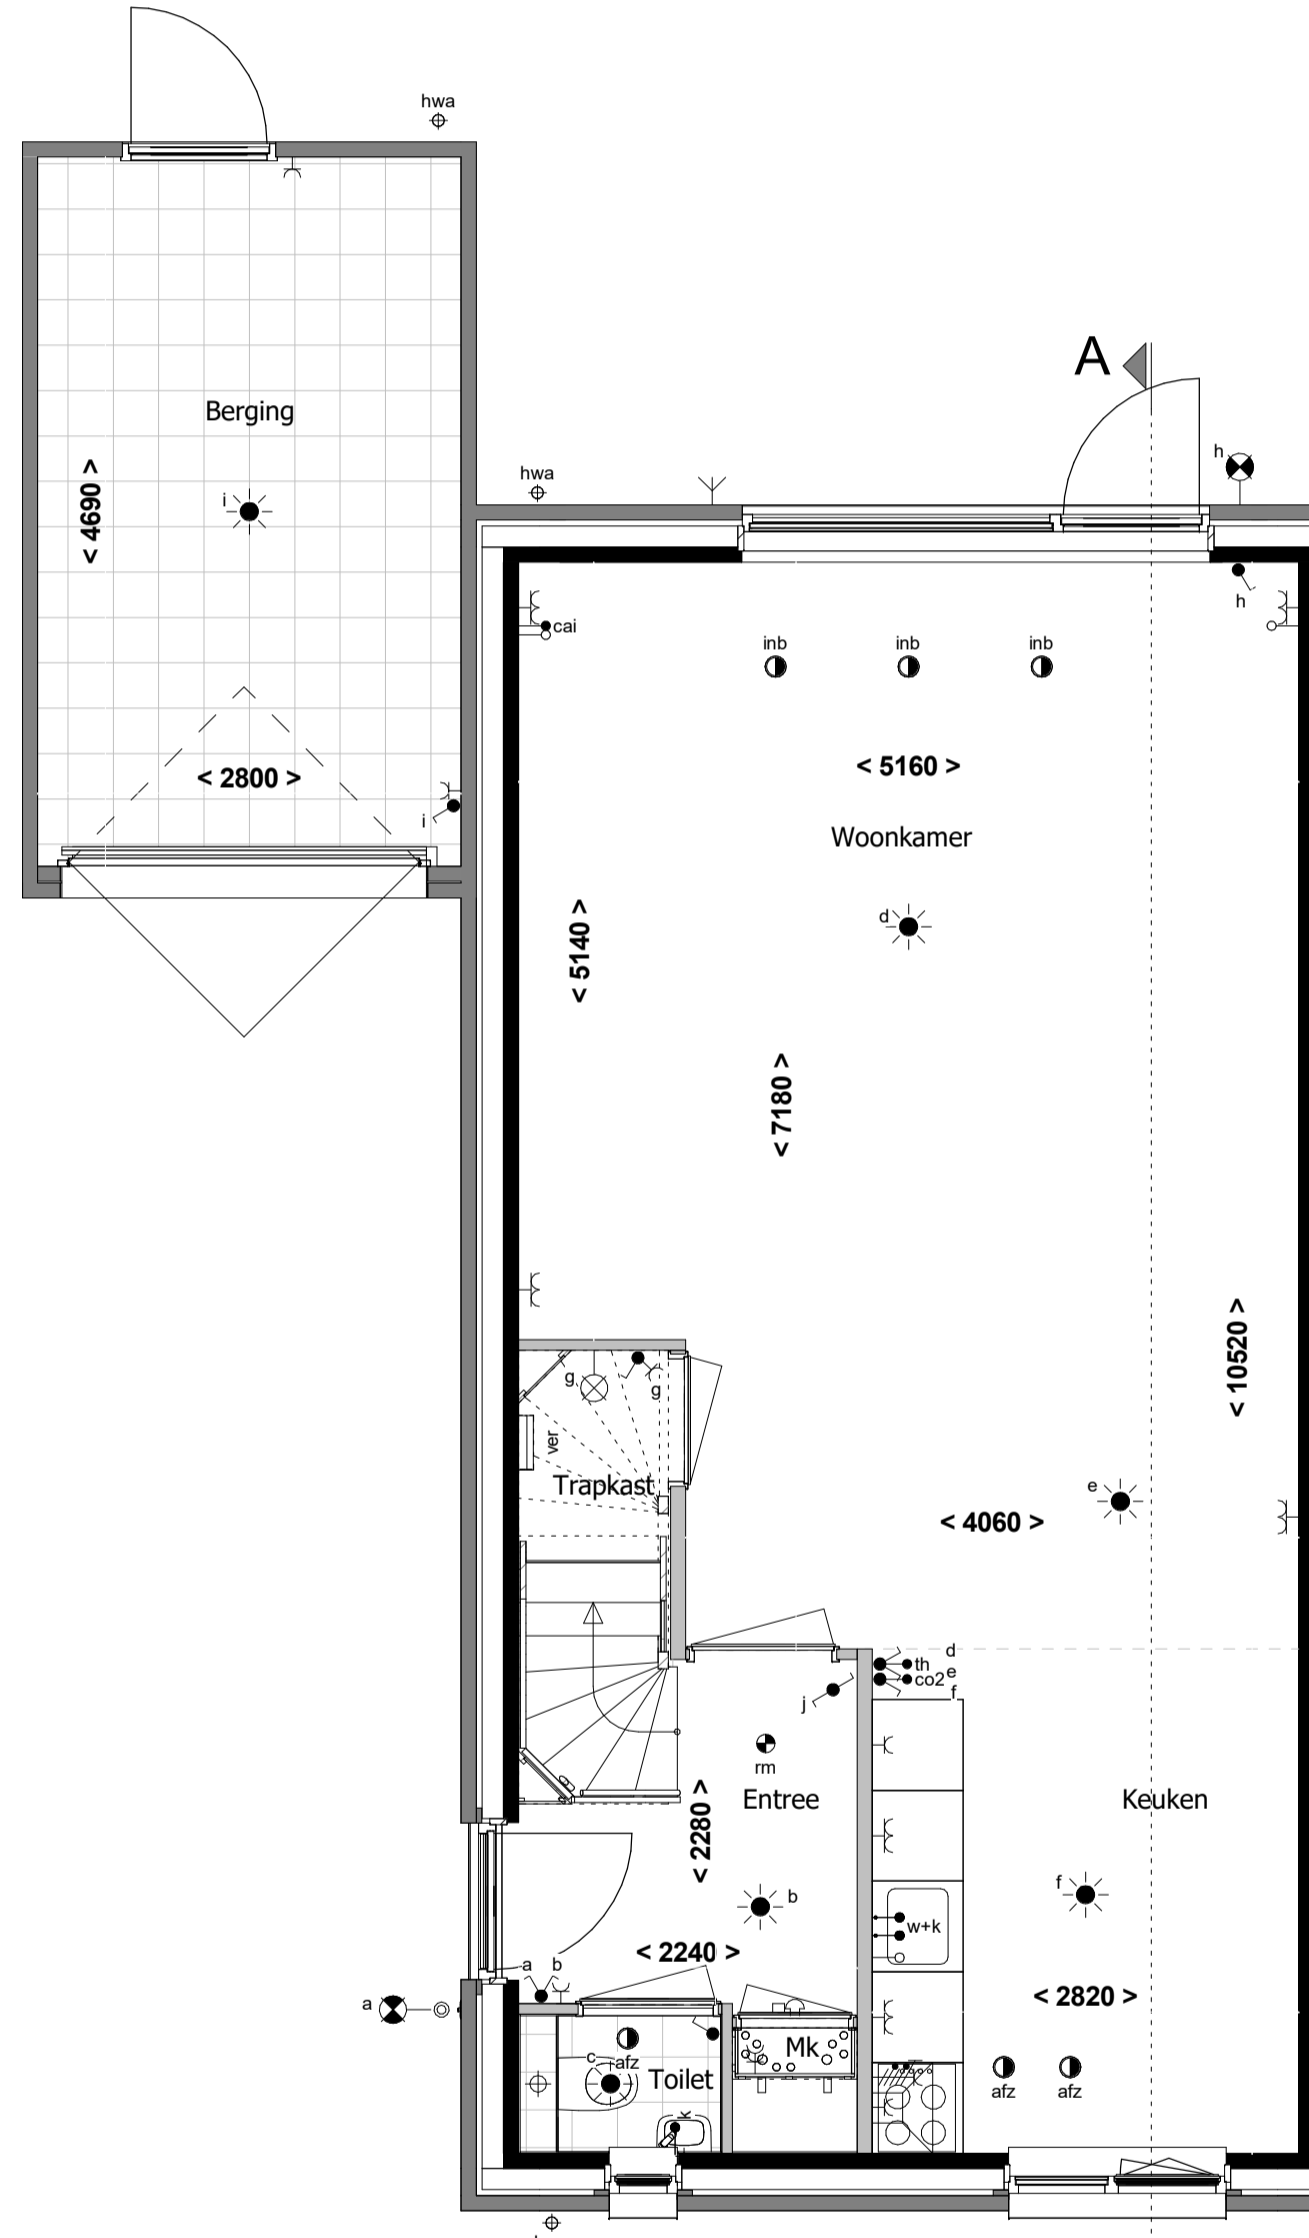 hwa
A
Berging
< 4690 >
i
hwa
h
h
cai
inb
inb
inb
< 5160 >
< 2800 >
i
Woonkamer
d
< 5140 >
< 7180 >
< 10520 >
g
g
ver
Trapkast
e
< 4060 >
d
th
e
co2
f
j
rm
Entree
Keuken
< 2280 >
f
b
w+k
< 2240 >
a b
< 2820 >
a
Mk
c
afz
Toilet
afz
afz
k